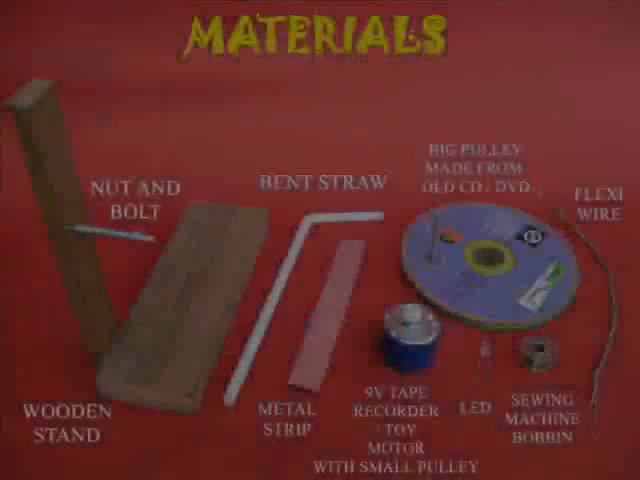 MATERIALS
BIG PULLEY
MADE FROM
OLD CD / DVD
NUT AND
BOLT
BENT STRAW
FLEXI
WIRE
WOODEN
STAND
METAL
STRIP
9V TAPE
RECORDER
TOY
MOTOR
WITH SMALL PULLEY
LED
SEWING
MACHINE
BOBBIN